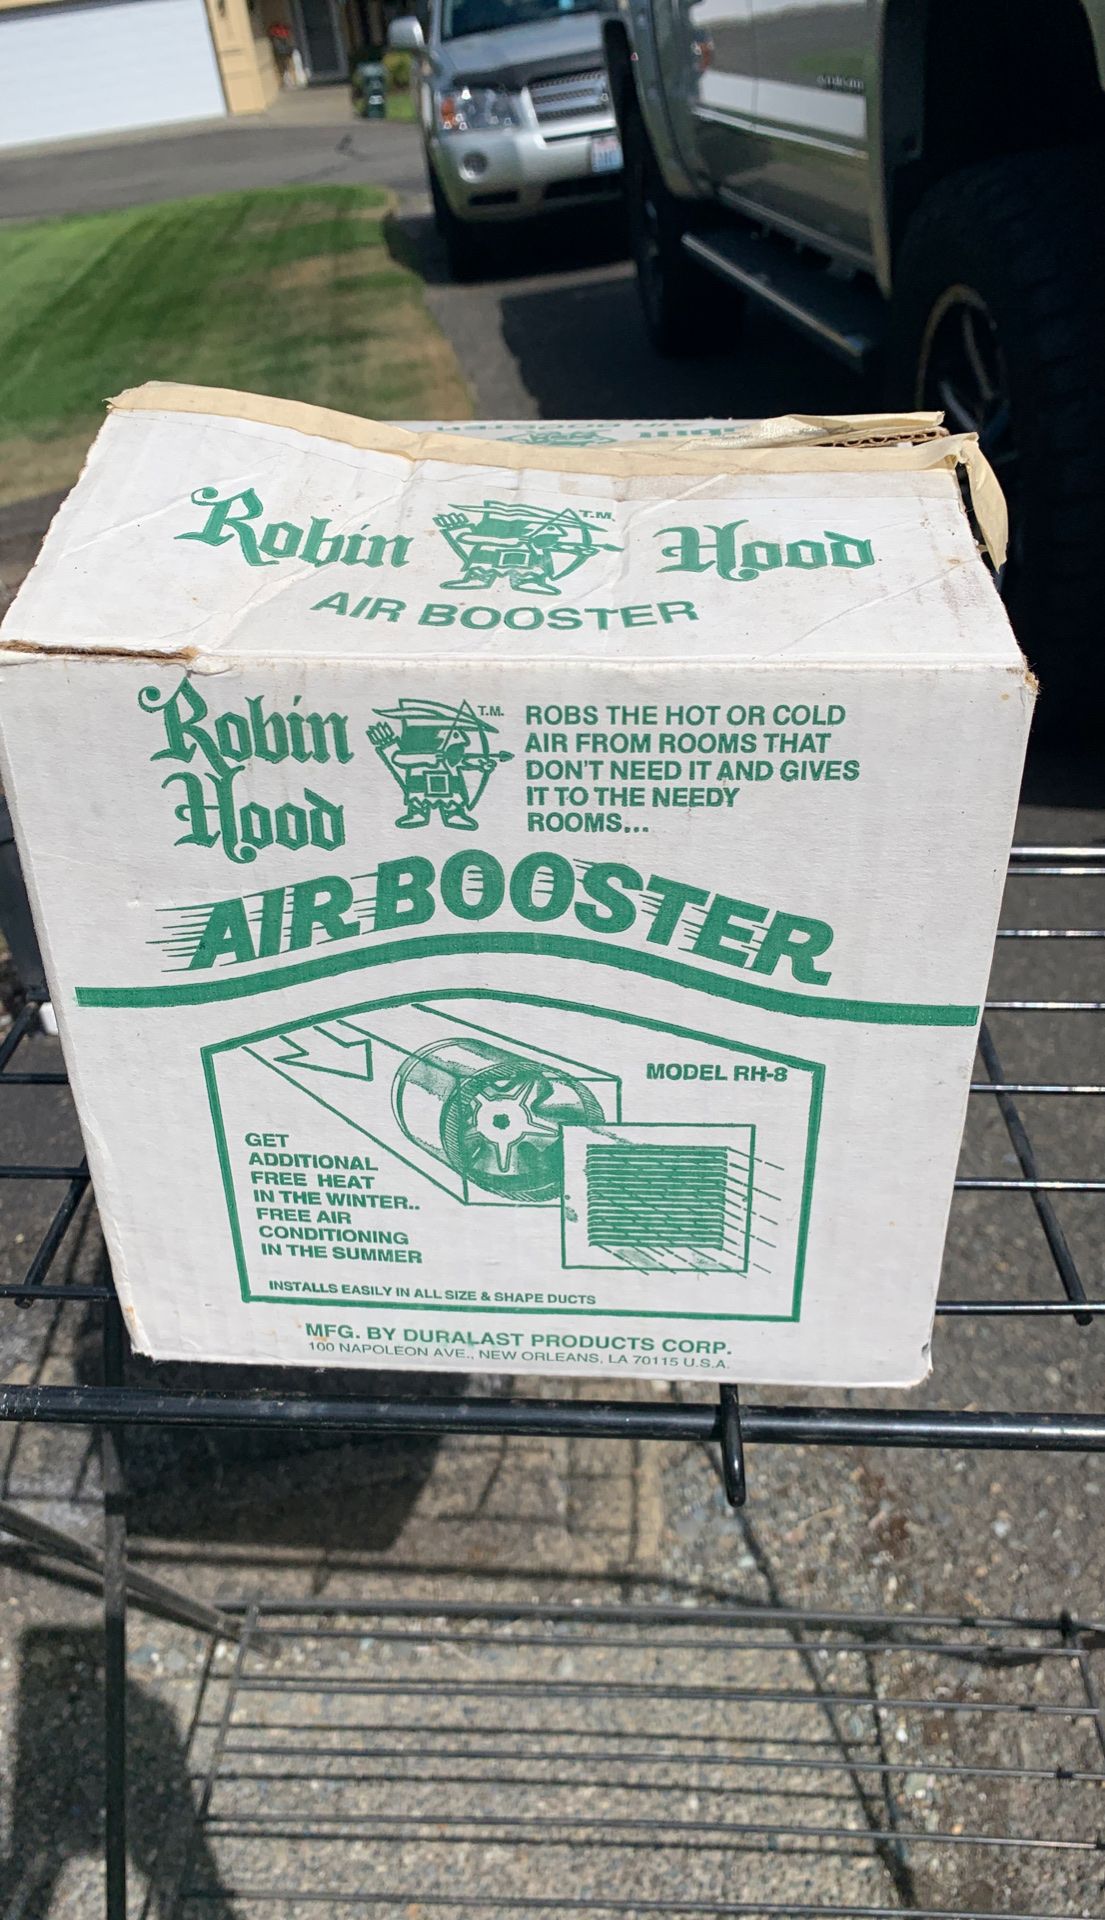 Robin T.M. Hood
AIR BOOSTER
Robin
Hood
T.M.
ROBS THE HOT OR COLD
AIR FROM ROOMS THAT
DON'T NEED IT AND GIVES
IT TO THE NEEDY
ROOMS...
AIR BOOSTER
MODEL RH-8
GET
ADDITIONAL
FREE HEAT
IN THE WINTER..
FREE AIR
CONDITIONING
IN THE SUMMER
INSTALLS EASILY IN ALL SIZE & SHAPE DUCTS
MFG. BY DURALAST PRODUCTS CORP.
100 NAPOLEON AVE., NEW ORLEANS, LA 70115 U.S.A.